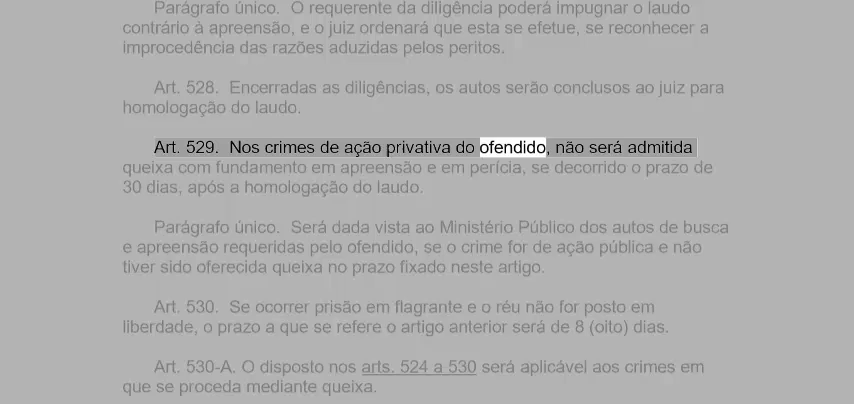 Parágrafo único.  O requerente da diligência poderá impugnar o laudo
contrário à apreensão, e o juiz ordenará que esta se efetue, se reconhecer a
improcedência das razões aduzidas pelos peritos.
Art. 528.  Encerradas as diligências, os autos serão conclusos ao juiz para
homologação do laudo.
Art. 529.  Nos crimes de ação privativa do ofendido, não será admitida
queixa com fundamento em apreensão e em perícia, se decorrido o prazo de
30 dias, após a homologação do laudo.
Parágrafo único.  Será dada vista ao Ministério Público dos autos de busca
e apreensão requeridas pelo ofendido, se o crime for de ação pública e não
tiver sido oferecida queixa no prazo fixado neste artigo.
Art. 530.  Se ocorrer prisão em flagrante e o réu não for posto em
liberdade, o prazo a que se refere o artigo anterior será de 8 (oito) dias.
Art. 530-A. O disposto nos arts. 524 a 530 será aplicável aos crimes em
que se proceda mediante queixa.